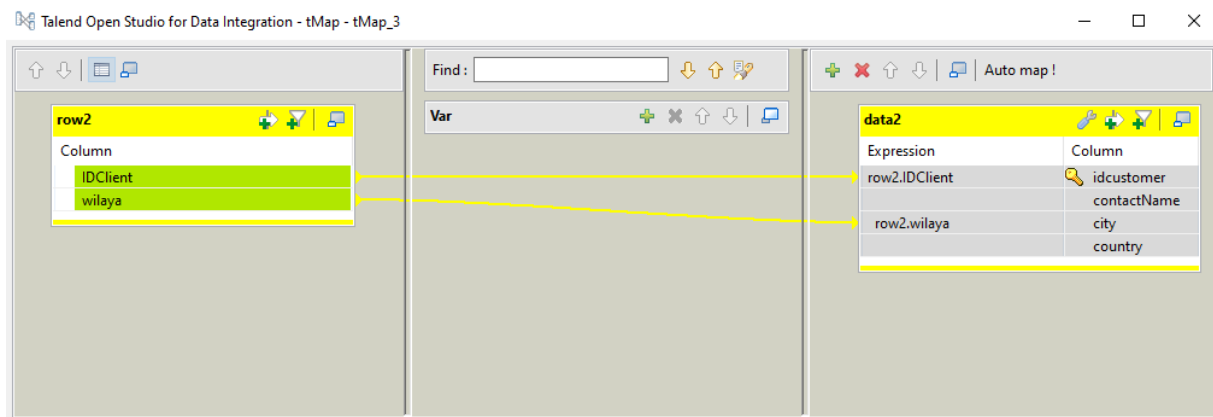 Talend Open Studio for Data Integration - tMap - tMap_3
Find :
Auto map !
row2
Var
data2
Column
Expression Column
IDClient
row2.IDClient idcustomer
wilaya
contactName
row2.wilaya city
country